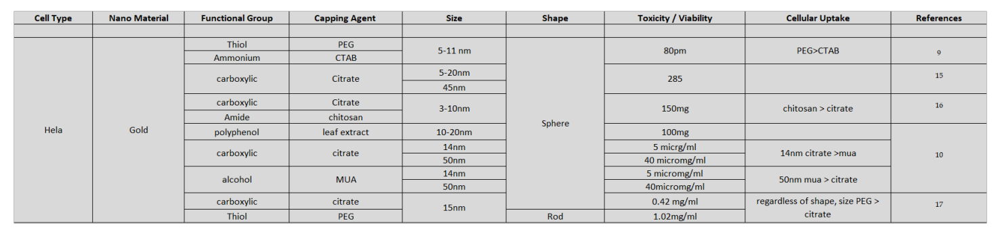 Cell Type Nano Material Functional Group Capping Agent Size Shape Toxicity / Viability Cellular Uptake References
Hela Gold Thiol PEG 5-11 nm Sphere 80pm PEG>CTAB 9
Ammonium CTAB
carboxylic Citrate 5-20nm 285 15
45nm
carboxylic Citrate 3-10nm 150mg chitosan > citrate 16
Amide chitosan
polyphenol leaf extract 10-20nm 100mg 10
carboxylic citrate 14nm 5 micrg/ml 14nm citrate >mua
50nm 40 micromg/ml
alcohol MUA 14nm 5 micromg/ml 50nm mua > citrate
50nm 40micromg/ml
carboxylic citrate 15nm 0.42 mg/ml regardless of shape, size PEG > 17
citrate
Thiol PEG Rod 1.02mg/ml